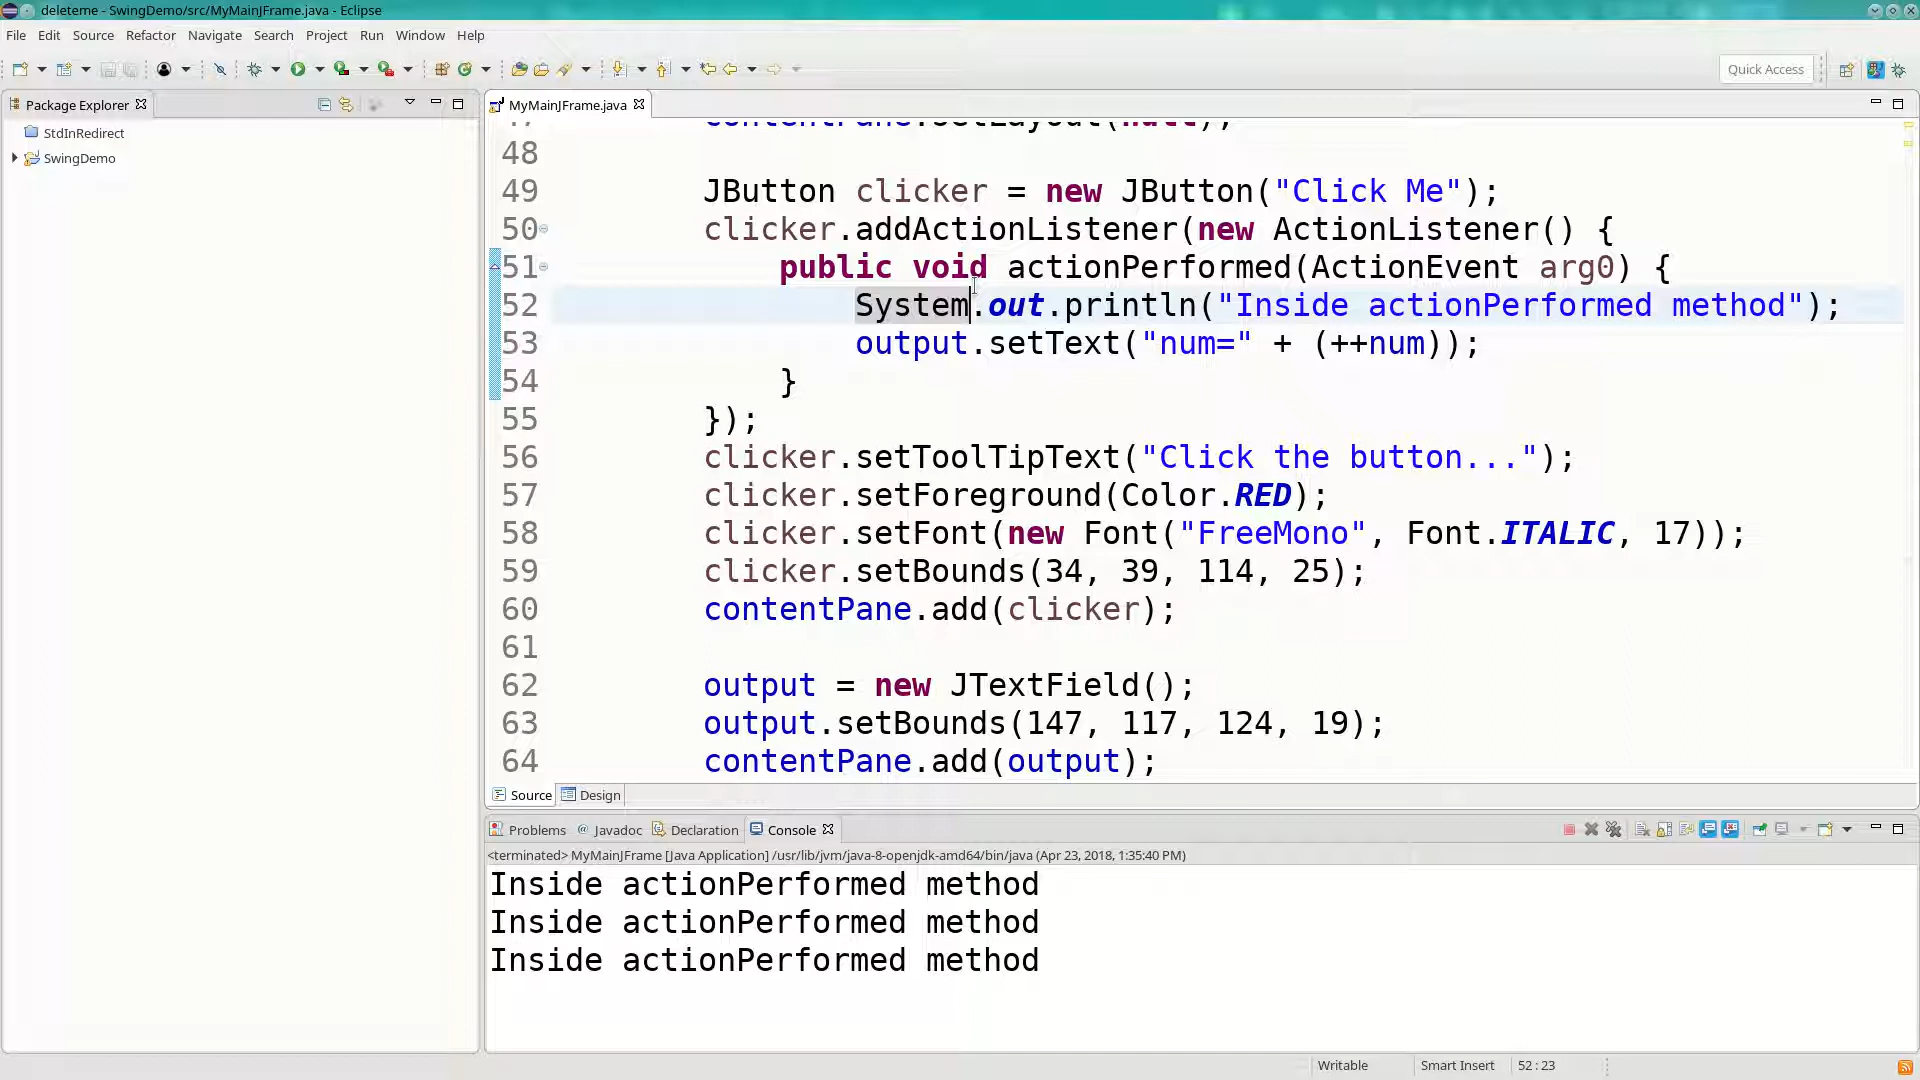 deleteme - SwingDemo/src/MyMainJFrame.java - Eclipse
File Edit Source Refactor Navigate Search Project Run Window Help
Quick Access
Package Explorer
StdInRedirect
SwingDemo
MyMainJFrame.java
47 contentPane.setLayout(null);
48
49 JButton clicker = new JButton("Click Me");
50 clicker.addActionListener(new ActionListener() {
51 public void actionPerformed(ActionEvent arg0) {
52 System.out.println("Inside actionPerformed method");
53 output.setText("num=" + (++num));
54 }
55 });
56 clicker.setToolTipText("Click the button...");
57 clicker.setForeground(Color.RED);
58 clicker.setFont(new Font("FreeMono", Font.ITALIC, 17));
59 clicker.setBounds(34, 39, 114, 25);
60 contentPane.add(clicker);
61
62 output = new JTextField();
63 output.setBounds(147, 117, 124, 19);
64 contentPane.add(output);
Source Design
Problems @ Javadoc Declaration Console
<terminated> MyMainJFrame [Java Application] /usr/lib/jvm/java-8-openjdk-amd64/bin/java (Apr 23, 2018, 1:35:40 PM)
Inside actionPerformed method
Inside actionPerformed method
Inside actionPerformed method
Writable Smart Insert 52 : 23